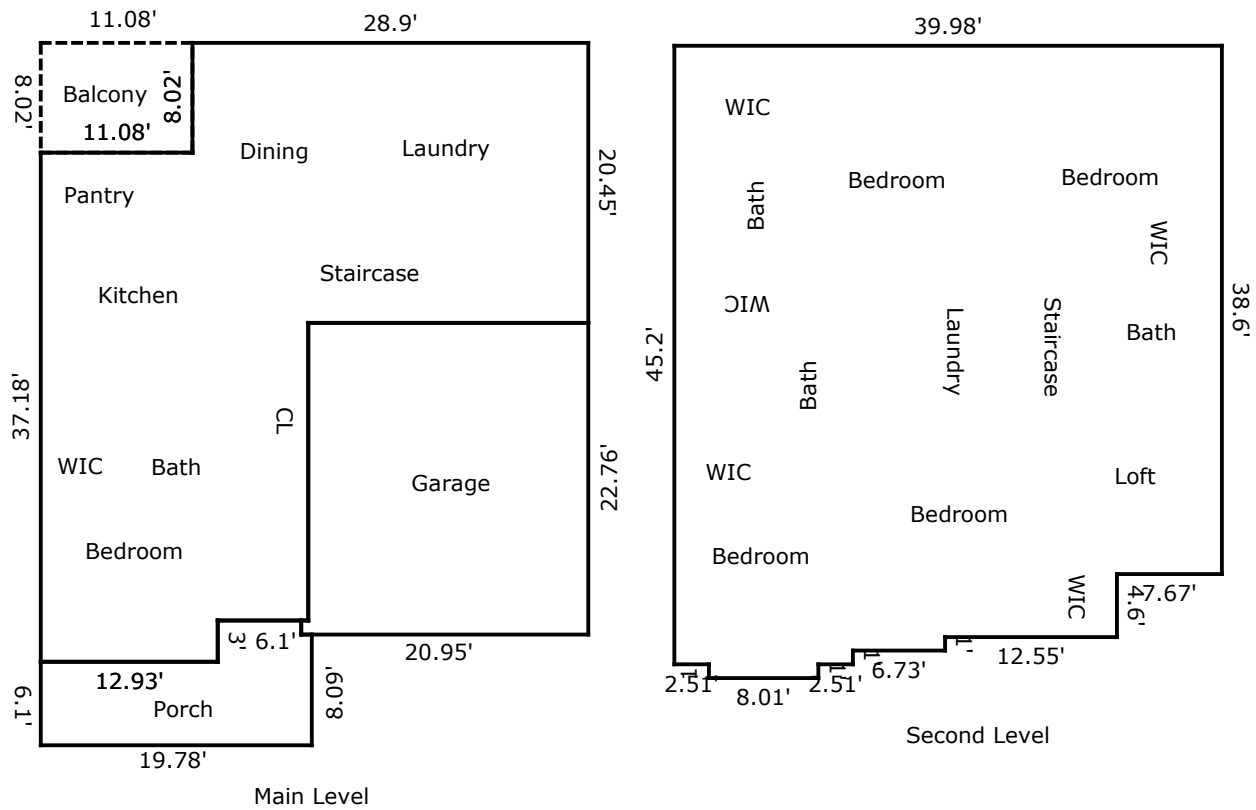 11.08'
28.9'
8.02'
Balcony
8.02'
11.08'
Dining
Laundry
20.45'
Pantry
Staircase
Kitchen
37.18'
CL
WIC
Bath
Garage
22.76'
Bedroom
3'
6.1'
20.95'
12.93'
6.1'
Porch
8.09'
19.78'
Main Level
39.98'
WIC
Bedroom
Bedroom
Bath
WIC
WIC
Laundry
Staircase
Bath
38.6'
45.2'
Bath
WIC
Loft
Bedroom
Bedroom
WIC
4.6'
7.67'
1'
2.51'
8.01'
1'
2.51'
1'
6.73'
1'
12.55'
Second Level